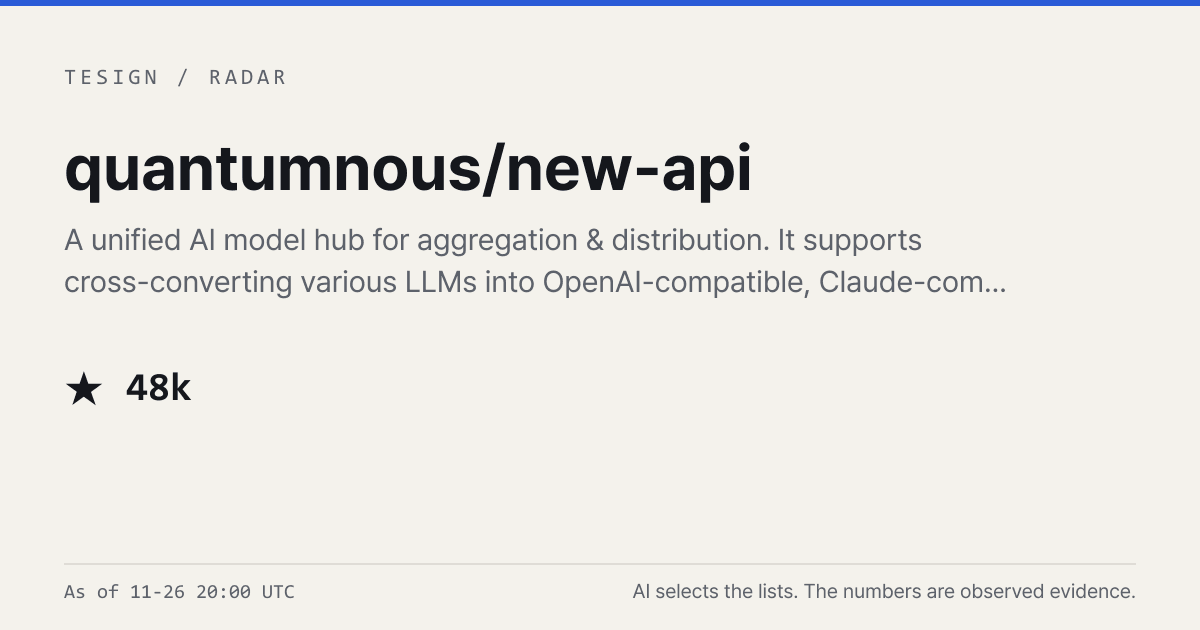 TESIGN / RADAR
quantumnous/new-api
A unified AI model hub for aggregation & distribution. It supports
cross-converting various LLMs into OpenAI-compatible, Claude-com...
★ 48k
As of 11-26 20:00 UTC
AI selects the lists. The numbers are observed evidence.